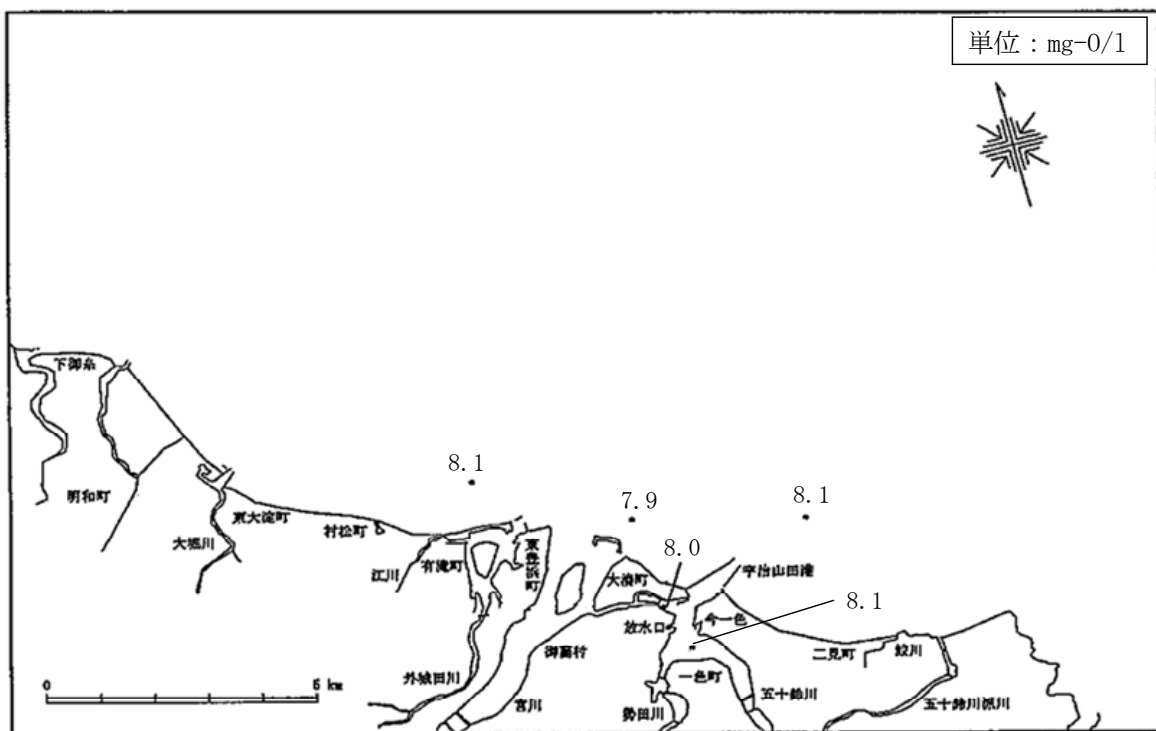 単位：mg-O/l
下御糸
明和町
8.1
7.9
8.1
東大淀町
村松町
大堀川
江川
有滝町
東豊浜町
大湊町
8.0
宇治山田港
放水口
今一色
8.1
御薗村
二見町
鮫川
外城田川
一色町
宮川
勢田川
五十鈴川
五十鈴川派川
0
5 km